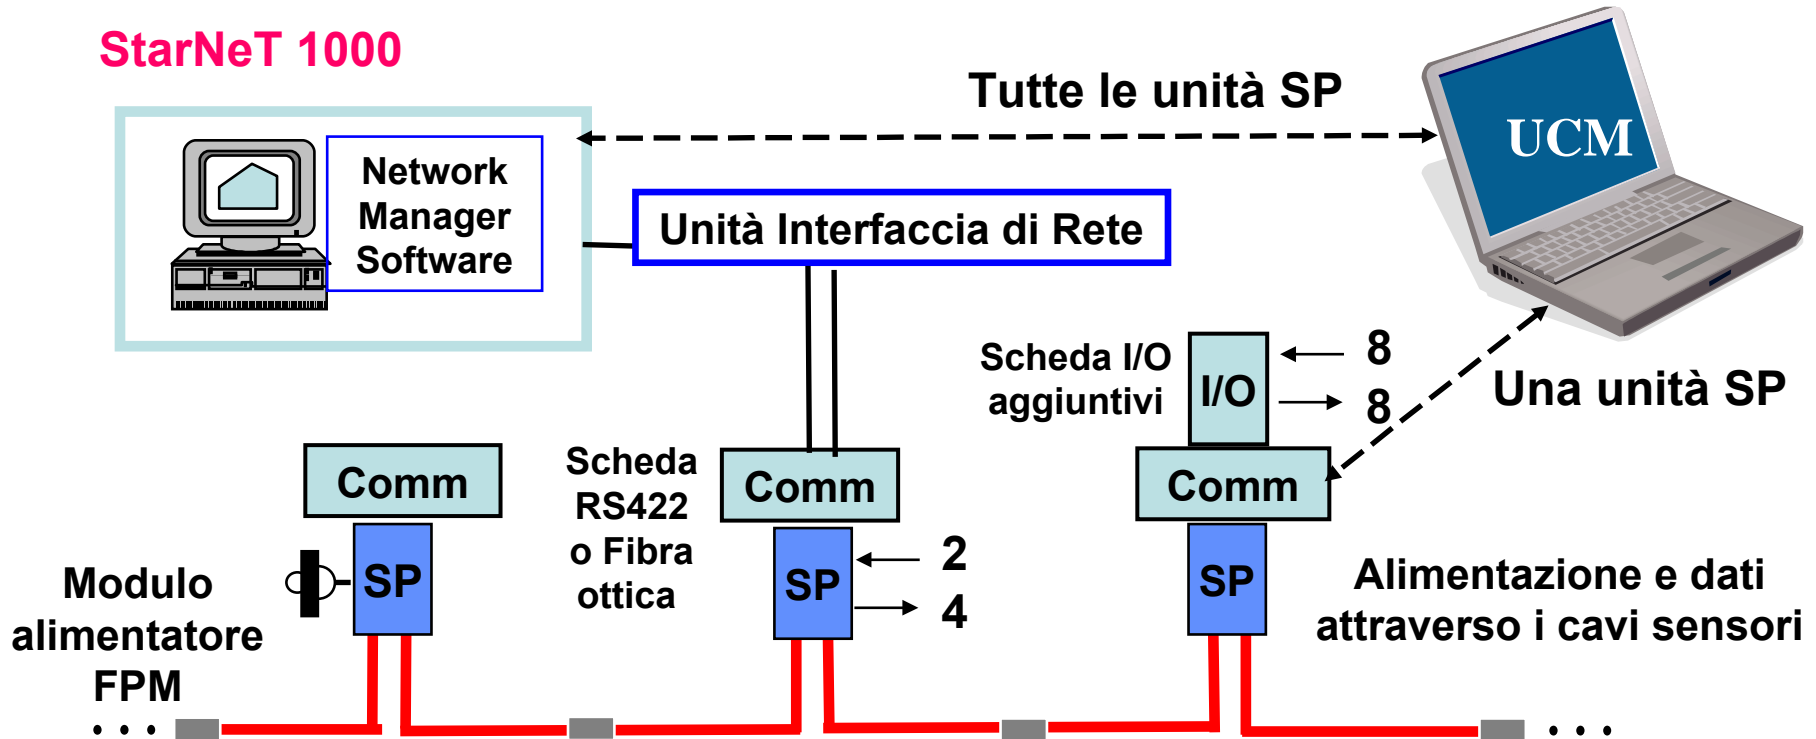 StarNeT 1000
Tutte le unità SP
UCM
Network
Manager
Software
Unità Interfaccia di Rete
Scheda I/O
aggiuntivi
I/O
8
8
Una unità SP
Comm
Scheda
RS422
o Fibra
ottica
Comm
Comm
Modulo
alimentatore
FPM
SP
SP
2
4
SP
Alimentazione e dati
attraverso i cavi sensori
. . .
. . .